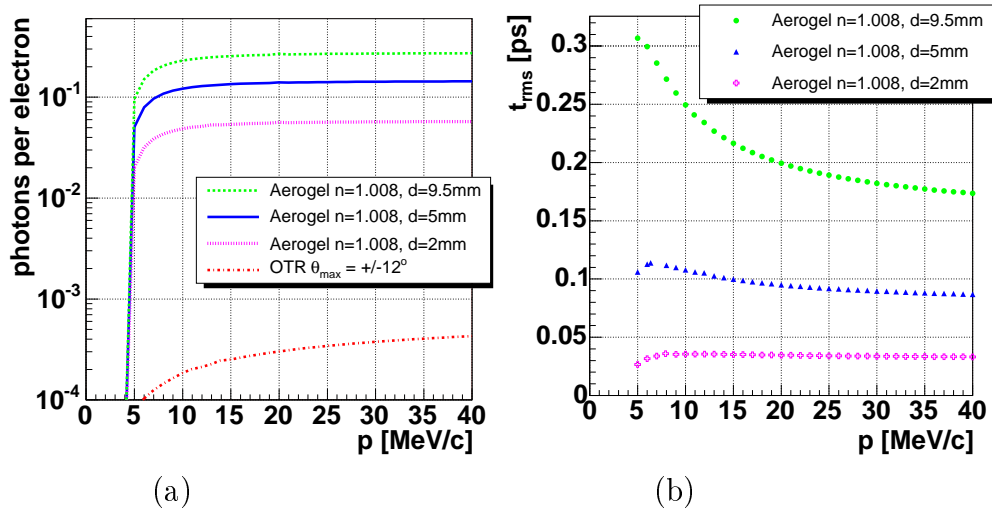 photons per electron
10⁻¹
10⁻²
10⁻³
10⁻⁴
Aerogel n=1.008, d=9.5mm
Aerogel n=1.008, d=5mm
Aerogel n=1.008, d=2mm
OTR θmax = +/-12°
0 5 10 15 20 25 30 35 40
p [MeV/c]
(a)
t_rms [ps]
0.3
0.25
0.2
0.15
0.1
0.05
0
Aerogel n=1.008, d=9.5mm
Aerogel n=1.008, d=5mm
Aerogel n=1.008, d=2mm
0 5 10 15 20 25 30 35 40
p [MeV/c]
(b)